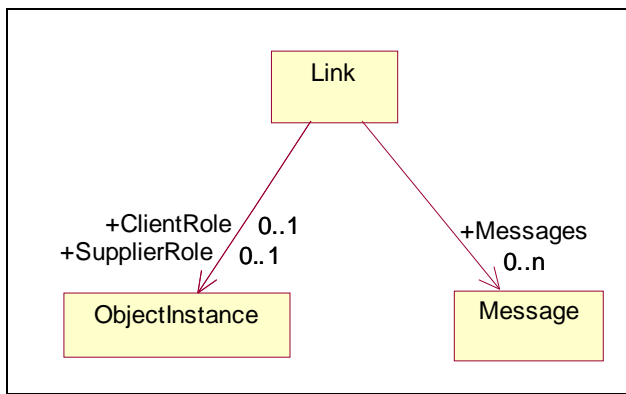 Link
+ClientRole 0..1
+SupplierRole 0..1
+Messages
0..n
ObjectInstance
Message